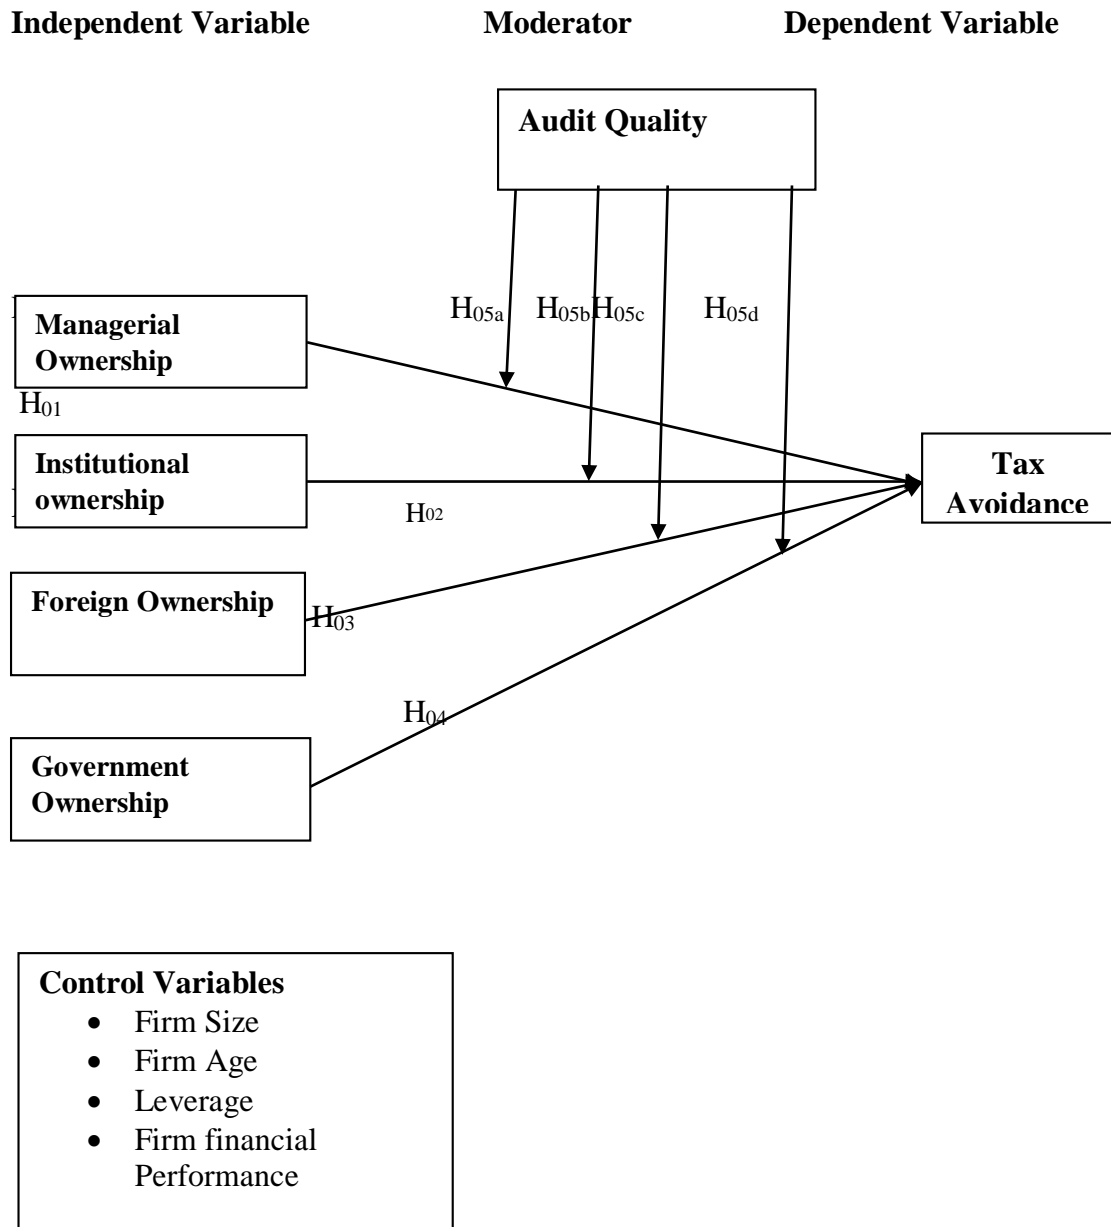 Independent Variable Moderator Dependent Variable
Audit Quality
H05a H05b H05c H05d
Managerial
Ownership
H01
Institutional
ownership
H02
Tax
Avoidance
Foreign Ownership
H03
H04
Government
Ownership
Control Variables
• Firm Size
• Firm Age
• Leverage
• Firm financial
Performance